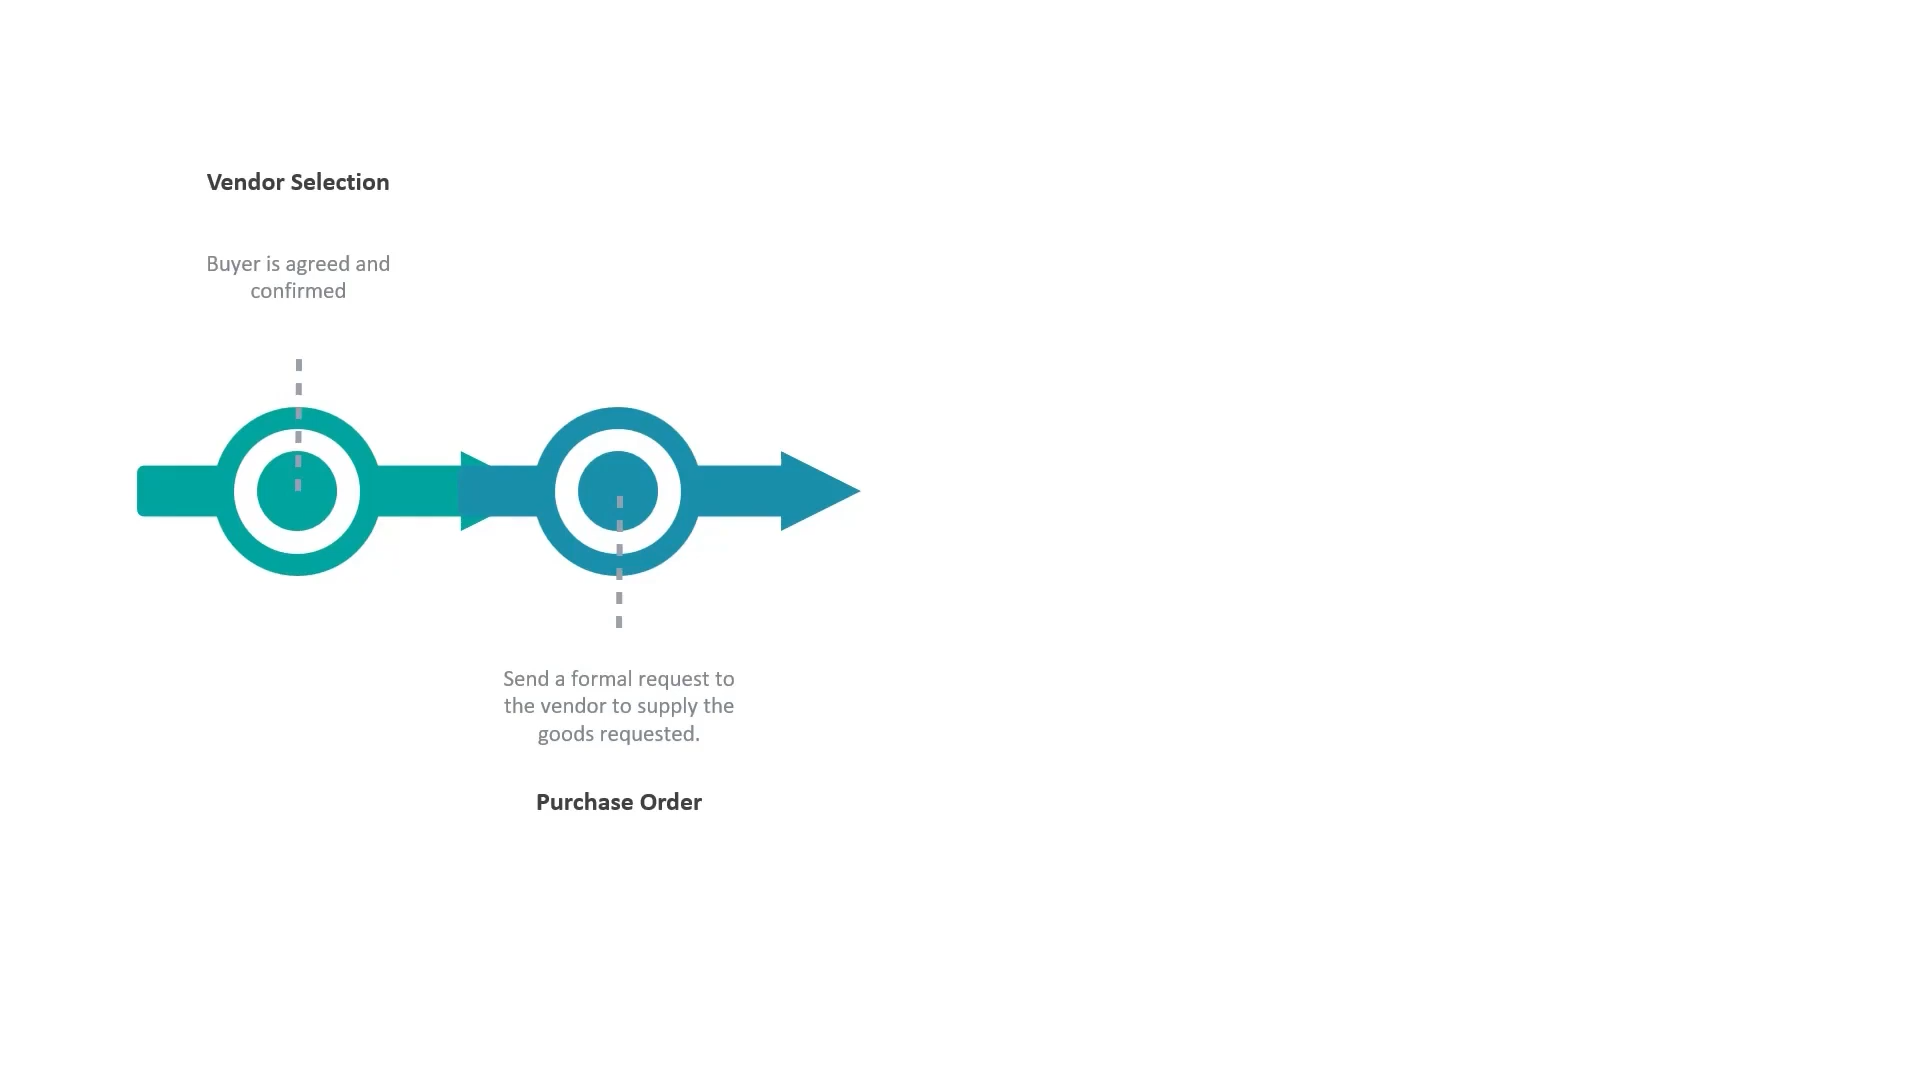 Vendor Selection
Buyer is agreed and
confirmed
Send a formal request to
the vendor to supply the
goods requested.
Purchase Order